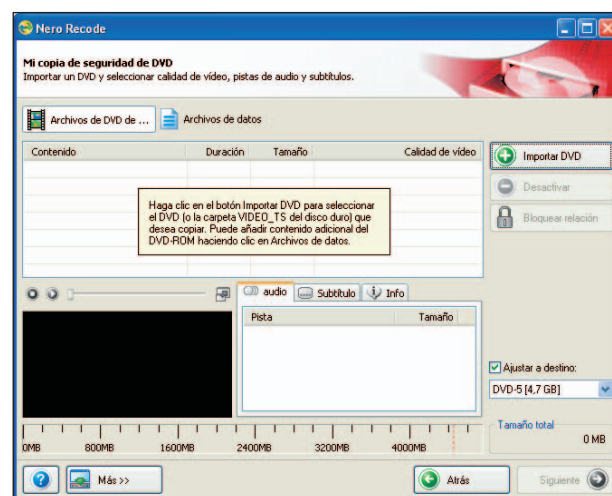 Nero Recode
Mi copia de seguridad de DVD
Importar un DVD y seleccionar calidad de vídeo, pistas de audio y subtítulos.
Archivos de DVD de ...
Archivos de datos
Contenido Duración Tamaño Calidad de vídeo
Importar DVD
Desactivar
Bloquear relación
Haga clic en el botón Importar DVD para seleccionar
el DVD (o la carpeta VIDEO_TS del disco duro) que
desea copiar. Puede añadir contenido adicional del
DVD-ROM haciendo clic en Archivos de datos.
audio Subtítulo Info
Pista Tamaño
Ajustar a destino:
DVD-5 [4,7 GB]
Tamaño total
0 MB
0MB 800MB 1600MB 2400MB 3200MB 4000MB
Más >>
Atrás
Siguiente